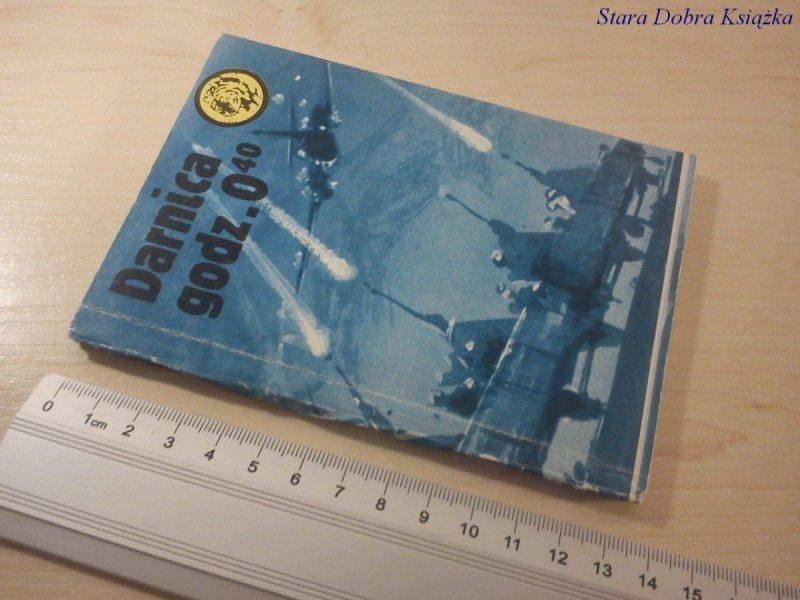 Stara Dobra Książka
Darnica
godz. 0⁴⁰
0 1cm 2 3 4 5 6 7 8 9 10 11 12 13 14 15